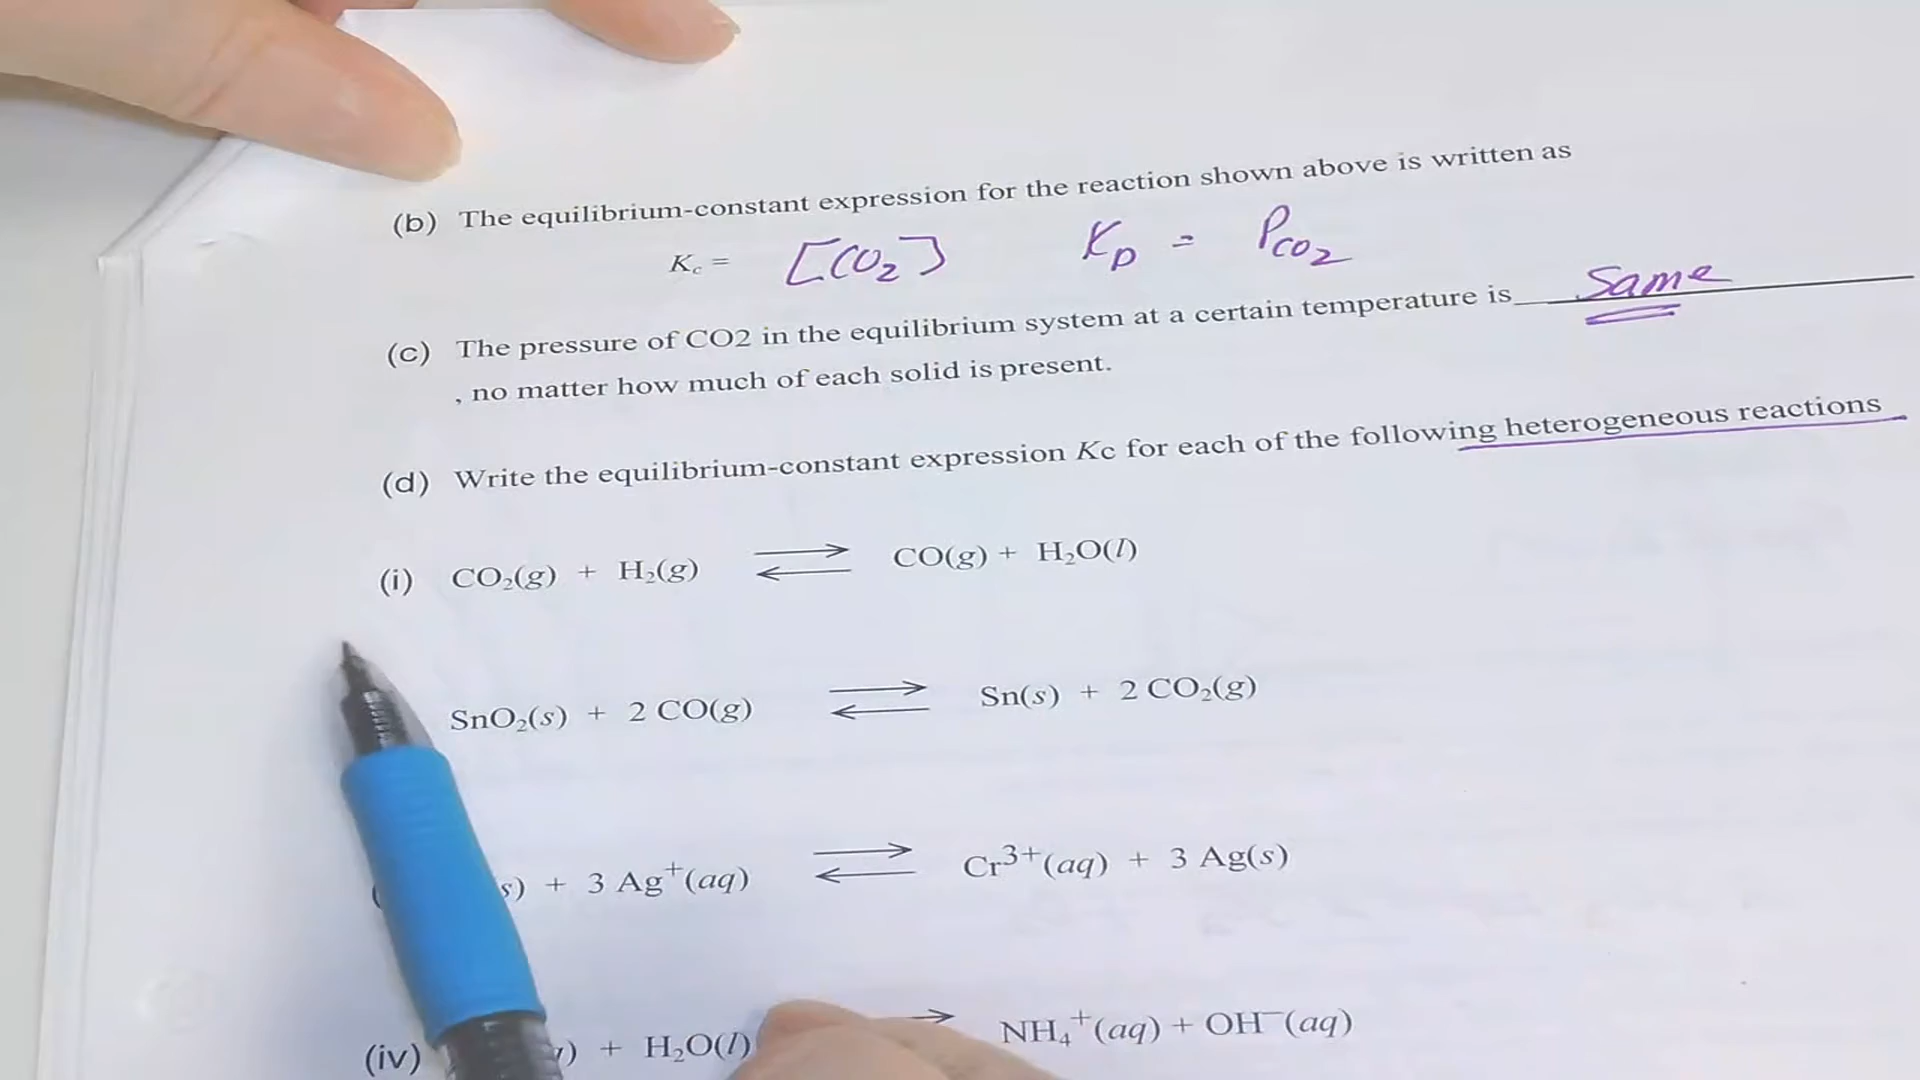 (b) The equilibrium-constant expression for the reaction shown above is written as
Kc = [CO₂] Kp = PCO₂
(c) The pressure of CO2 in the equilibrium system at a certain temperature is Same
, no matter how much of each solid is present.
(d) Write the equilibrium-constant expression Kc for each of the following heterogeneous reactions
(i) CO₂(g) + H₂(g) ⇌ CO(g) + H₂O(l)
SnO₂(s) + 2 CO(g) ⇌ Sn(s) + 2 CO₂(g)
s) + 3 Ag⁺(aq) ⇌ Cr³⁺(aq) + 3 Ag(s)
(iv) ) + H₂O(l) → NH₄⁺(aq) + OH⁻(aq)